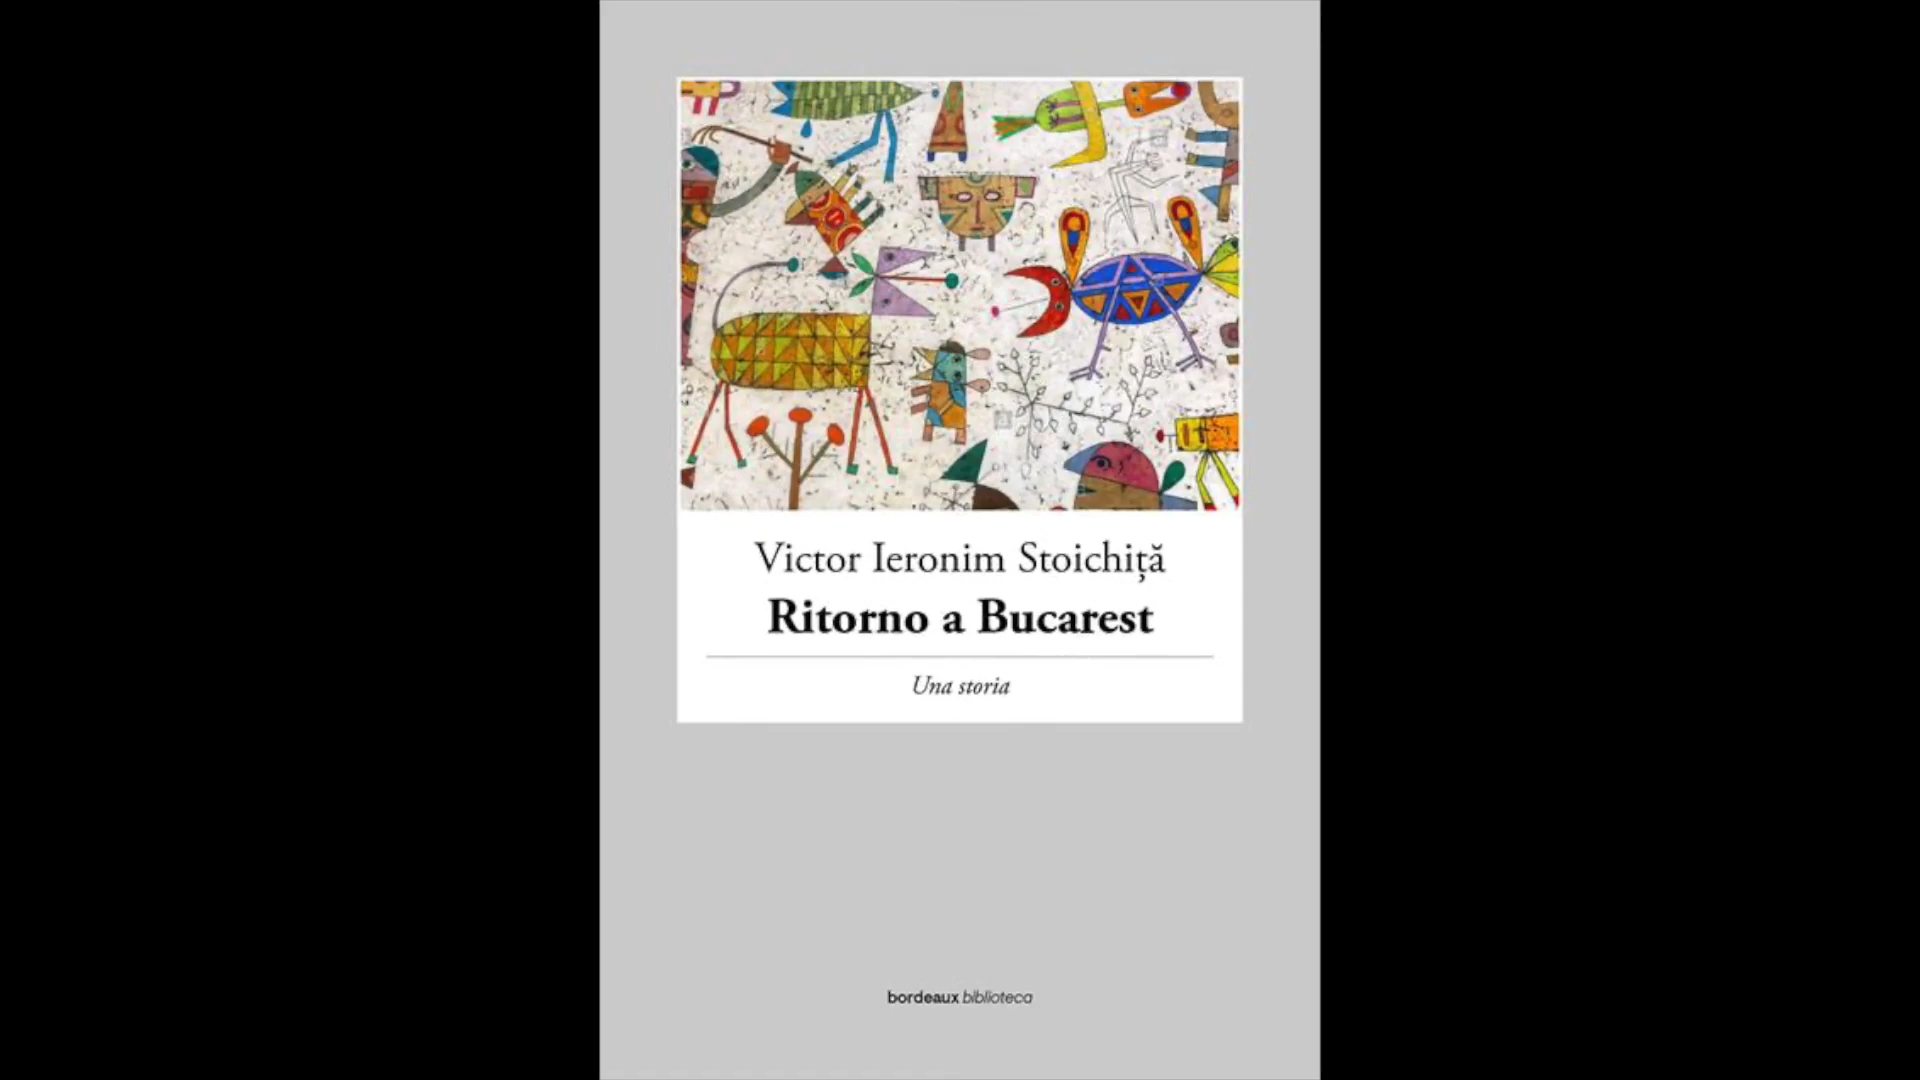 Victor Ieronim Stoichiță
Ritorno a Bucarest
Una storia
bordeaux biblioteca